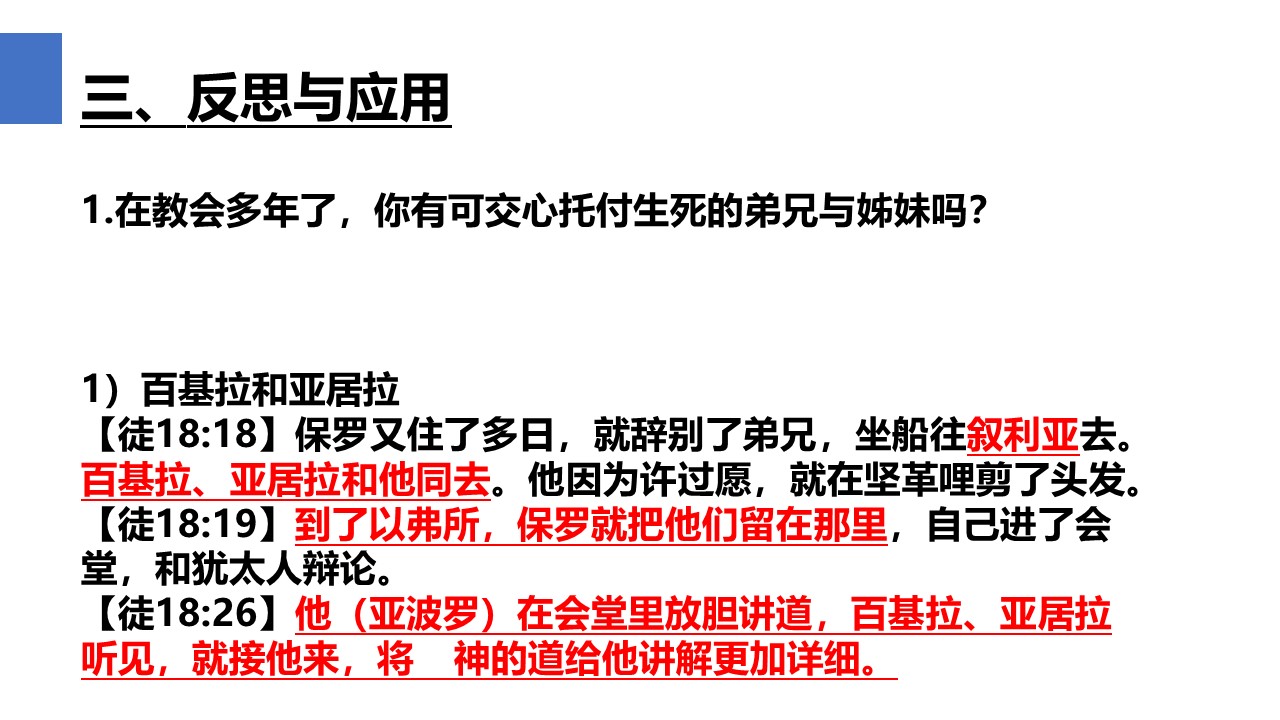 三、反思与应用
1.在教会多年了，你有可交心托付生死的弟兄与姊妹吗？
1）百基拉和亚居拉
【徒18:18】保罗又住了多日，就辞别了弟兄，坐船往叙利亚去。
百基拉、亚居拉和他同去。他因为许过愿，就在坚革哩剪了头发。
【徒18:19】到了以弗所，保罗就把他们留在那里，自己进了会
堂，和犹太人辩论。
【徒18:26】他（亚波罗）在会堂里放胆讲道，百基拉、亚居拉
听见，就接他来，将　神的道给他讲解更加详细。